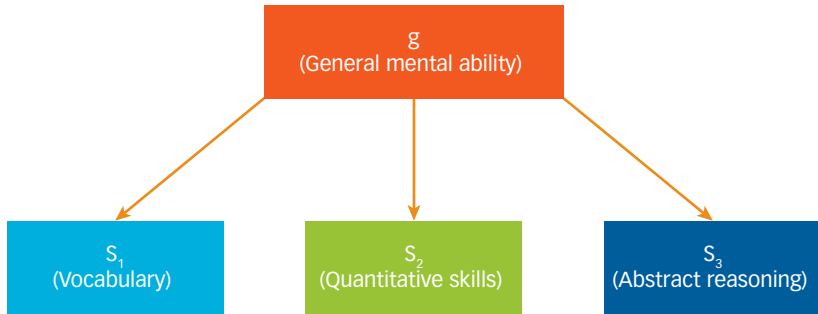 g
(General mental ability)
S₁
(Vocabulary)
S₂
(Quantitative skills)
S₃
(Abstract reasoning)